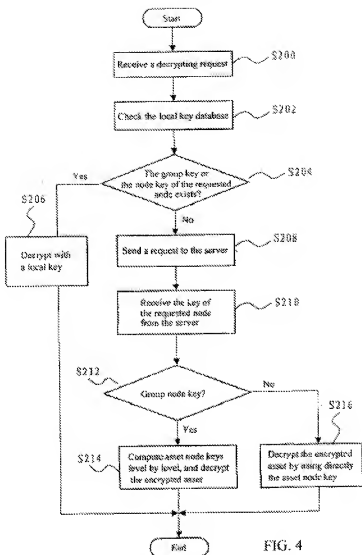 Start
Receive a decrypting request
S200
Check the local key database
S202
The group key or
the node key of the requested
node exists?
S204
Yes
No
S206
Decrypt with
a local key
Send a request to the server
S208
Receive the key of
the requested node
from the server
S210
S212
Group node key?
No
Yes
S216
S214
Compute asset node keys
level by level, and decrypt
the encrypted asset
Decrypt the encrypted
asset by using directly
the asset node key
End
FIG. 4